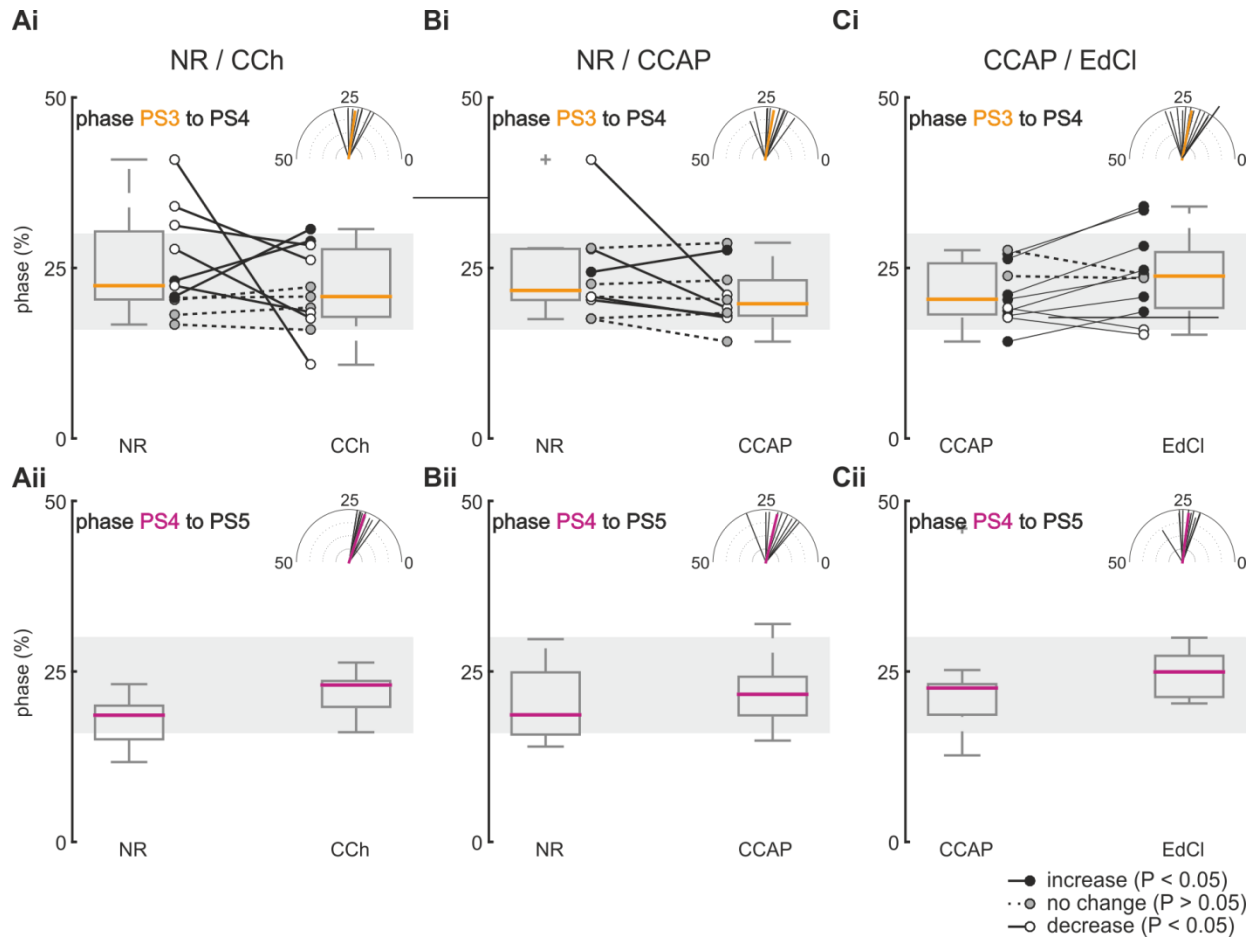 Ai Bi Ci
NR / CCh NR / CCAP CCAP / EdCl
50 50 50
phase PS3 to PS4 25 50 0
phase PS3 to PS4 25 50 0
phase PS3 to PS4 25 50 0
phase (%)
25 25 25
0 0 0
NR CCh NR CCAP CCAP EdCl
Aii Bii Cii
50 50 50
phase PS4 to PS5 25 50 0
phase PS4 to PS5 25 50 0
phase PS4 to PS5 25 50 0
phase (%)
25 25 25
0 0 0
NR CCh NR CCAP CCAP EdCl
increase (P < 0.05)
no change (P > 0.05)
decrease (P < 0.05)